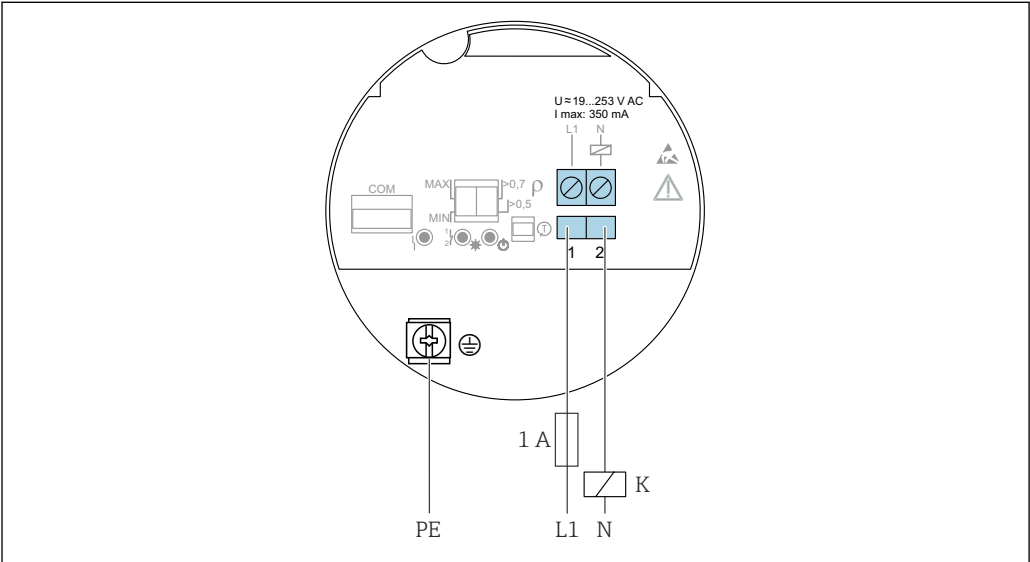 U ≂ 19...253 V AC
I max: 350 mA
L1 N
COM
MAX >0,7 ρ
>0,5
MIN
1
2
T
1 2
1 A
K
PE L1 N